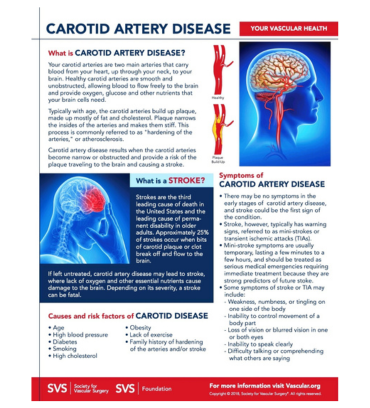 CAROTID ARTERY DISEASE
YOUR VASCULAR HEALTH
What is CAROTID ARTERY DISEASE?
Your carotid arteries are two main arteries that carry
blood from your heart, up through your neck, to your
brain. Healthy carotid arteries are smooth and
unobstructed, allowing blood to flow freely to the brain
and provide oxygen, glucose and other nutrients that
your brain cells need.
Typically with age, the carotid arteries build up plaque,
made up mostly of fat and cholesterol. Plaque narrows
the insides of the arteries and makes them stiff. This
process is commonly referred to as "hardening of the
arteries," or atherosclerosis.
Carotid artery disease results when the carotid arteries
become narrow or obstructed and provide a risk of the
plaque traveling to the brain and causing a stroke.
Healthy
Plaque
Build-up
What is a STROKE?
Strokes are the third
leading cause of death in
the United States and the
leading cause of perma-
nent disability in older
adults. Approximately 25%
of strokes occur when bits
of carotid plaque or clot
break off and flow to the
brain.
If left untreated, carotid artery disease may lead to stroke,
where lack of oxygen and other essential nutrients cause
damage to the brain. Depending on its severity, a stroke
can be fatal.
Causes and risk factors of CAROTID DISEASE
• Age
• High blood pressure
• Diabetes
• Smoking
• High cholesterol
• Obesity
• Lack of exercise
• Family history of hardening
of the arteries and/or stroke
Symptoms of
CAROTID ARTERY DISEASE
• There may be no symptoms in the
early stages of carotid artery disease,
and stroke could be the first sign of
the condition.
• Stroke, however, typically has warning
signs, referred to as mini-strokes or
transient ischemic attacks (TIAs).
• Mini-stroke symptoms are usually
temporary, lasting a few minutes to a
few hours, and should be treated as
serious medical emergencies requiring
immediate treatment because they are
strong predictors of future stroke.
• Some symptoms of stroke or TIA may
include:
- Weakness, numbness, or tingling on
one side of the body
- Inability to control movement of a
body part
- Loss of vision or blurred vision in one
or both eyes
- Inability to speak clearly
- Difficulty talking or comprehending
what others are saying
SVS Society for
Vascular Surgery
SVS Foundation
For more information visit Vascular.org
Copyright © 2018, Society for Vascular Surgery®. All rights reserved.